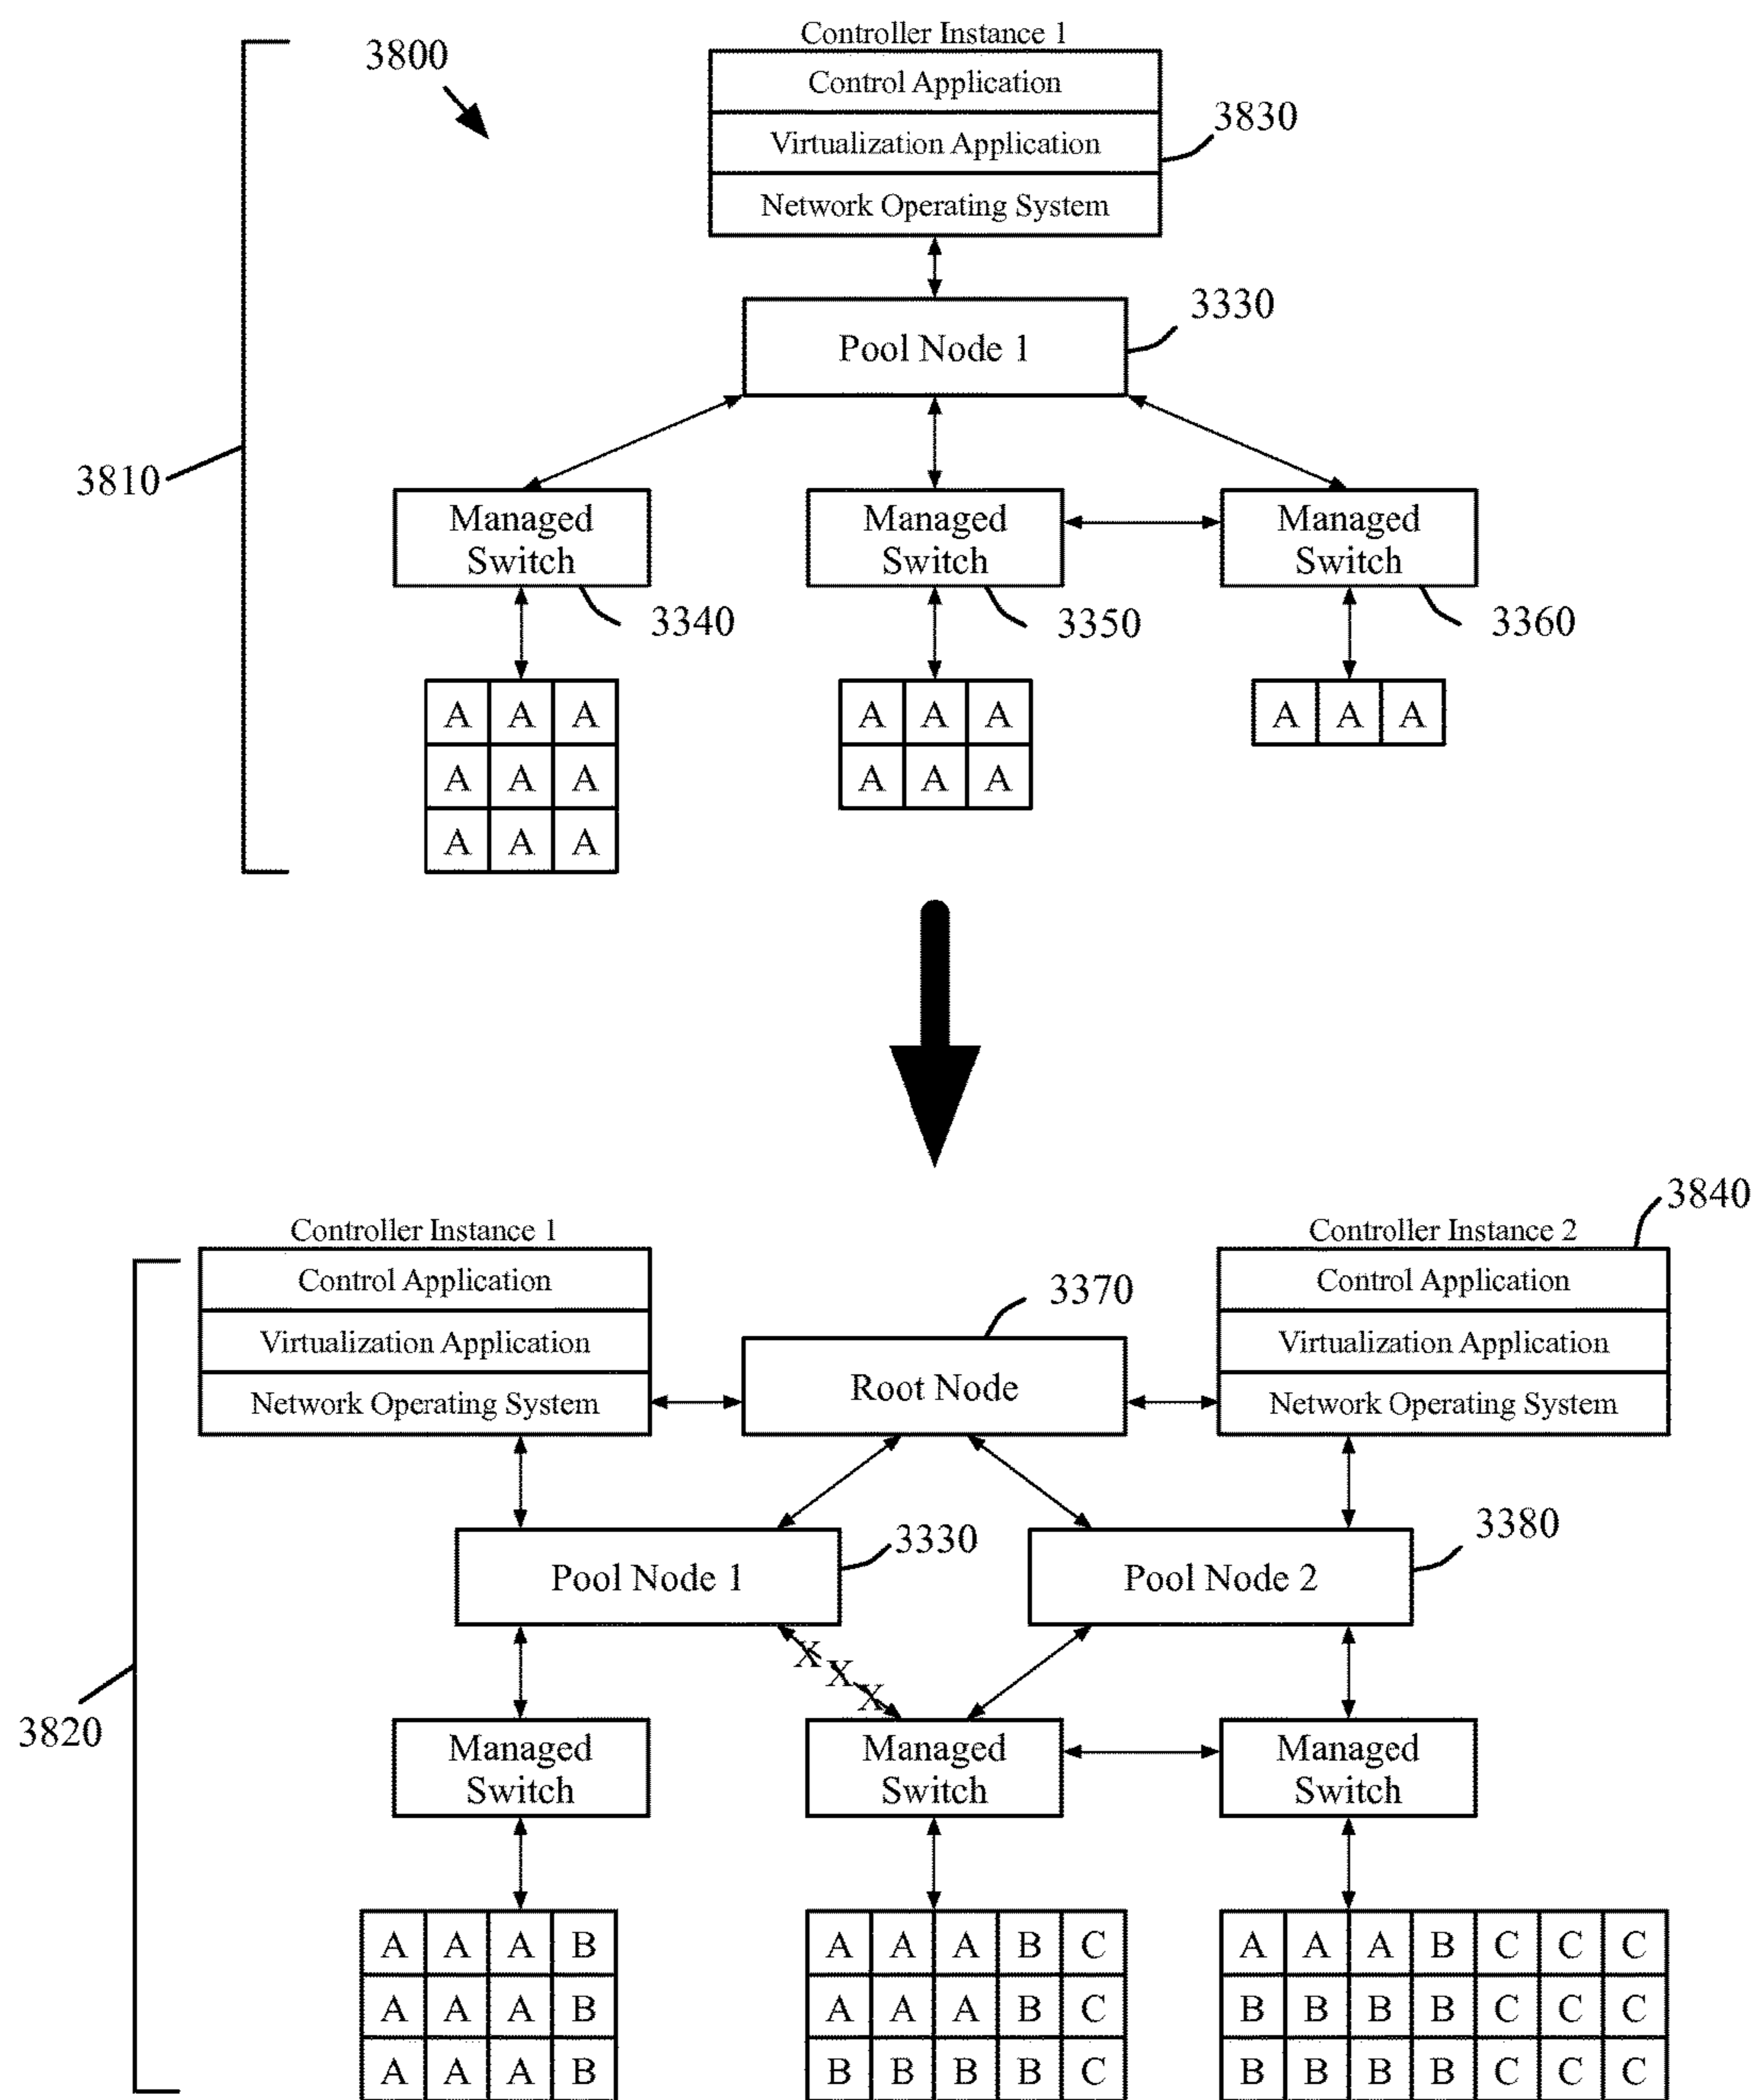 Controller Instance 1
3800
Control Application
3830
Virtualization Application
Network Operating System
3330
Pool Node 1
3810
Managed Switch
Managed Switch
Managed Switch
3340
3350
3360
A A A
A A A
A A A
A A A
A A A
A A A
3840
Controller Instance 1
Controller Instance 2
Control Application
Control Application
3370
Virtualization Application
Virtualization Application
Root Node
Network Operating System
Network Operating System
3330
3380
Pool Node 1
Pool Node 2
X
X
X
3820
Managed Switch
Managed Switch
Managed Switch
A A A B
A A A B C
A A A B C C C
A A A B
A A A B C
B B B B C C C
A A A B
B B B B C
B B B B C C C